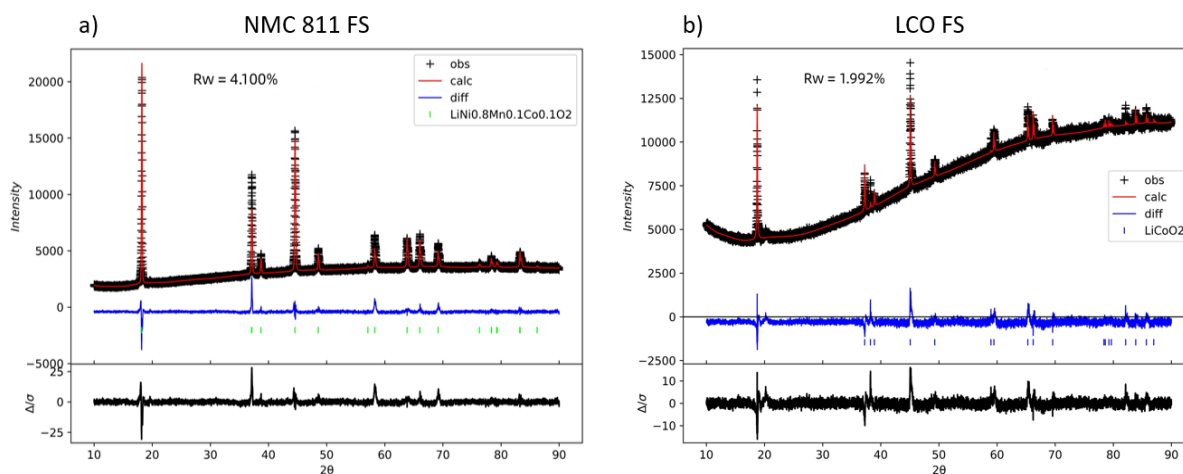 a) NMC 811 FS
Rw = 4.100%
obs
calc
diff
LiNi0.8Mn0.1Co0.1O2
Intensity
20000
15000
10000
5000
0
−5000
Δ/σ
25
0
−25
10 20 30 40 50 60 70 80 90
2θ
b) LCO FS
Rw = 1.992%
obs
calc
diff
LiCoO2
Intensity
15000
12500
10000
7500
5000
2500
0
−2500
Δ/σ
10
0
−10
10 20 30 40 50 60 70 80 90
2θ